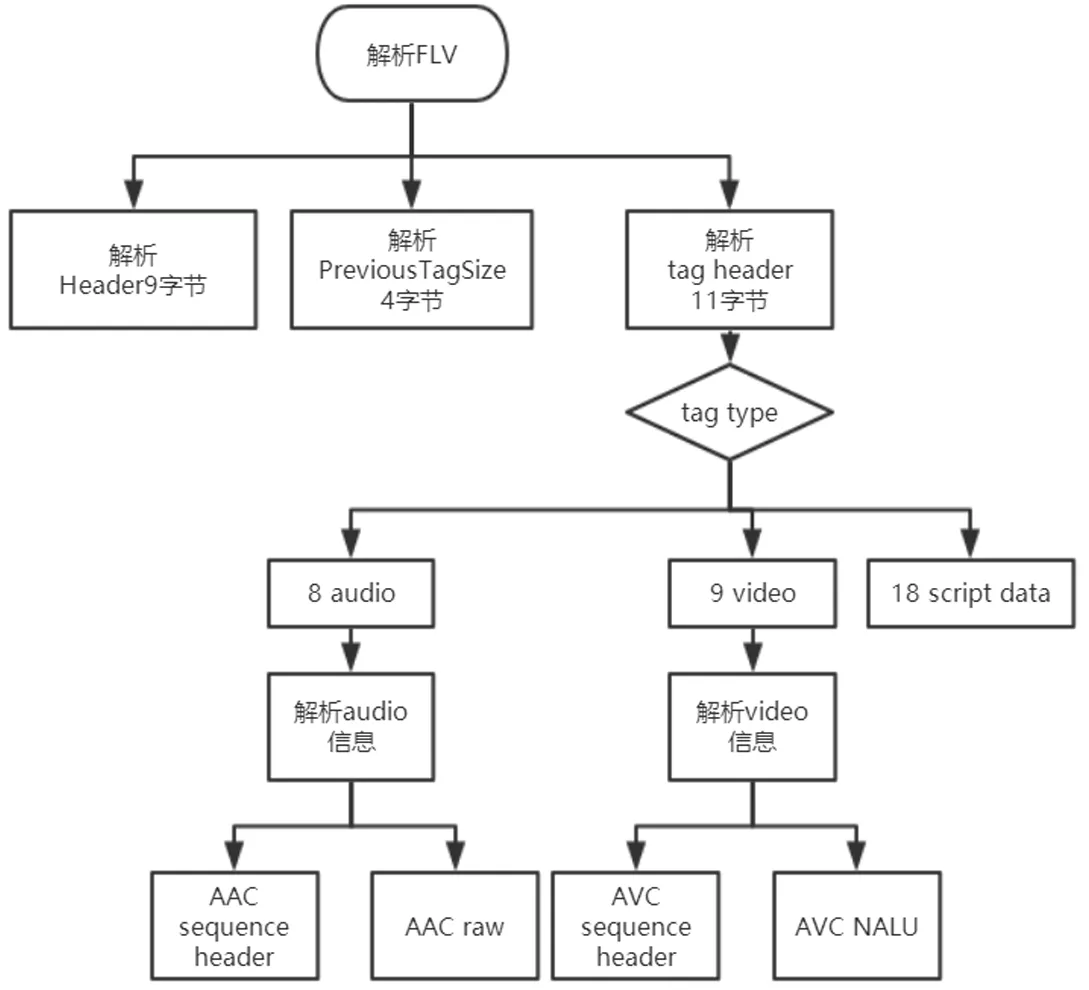 解析FLV
解析
Header9字节
解析
PreviousTagSize
4字节
解析
tag header
11字节
tag type
8 audio
9 video
18 script data
解析audio
信息
解析video
信息
AAC
sequence
header
AAC raw
AVC
sequence
header
AVC NALU